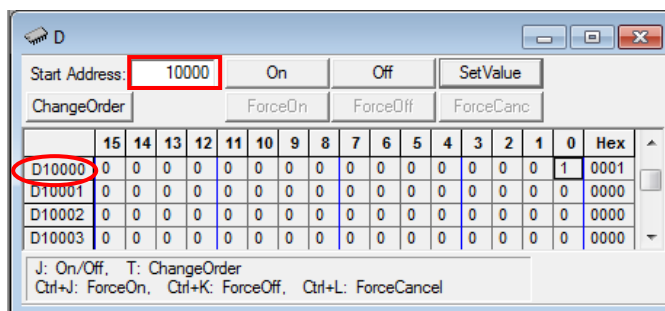 D
Start Address: 10000 On Off SetValue
ChangeOrder ForceOn ForceOff ForceCanc
15 14 13 12 11 10 9 8 7 6 5 4 3 2 1 0 Hex
D10000 0 0 0 0 0 0 0 0 0 0 0 0 0 0 0 1 0001
D10001 0 0 0 0 0 0 0 0 0 0 0 0 0 0 0 0 0000
D10002 0 0 0 0 0 0 0 0 0 0 0 0 0 0 0 0 0000
D10003 0 0 0 0 0 0 0 0 0 0 0 0 0 0 0 0 0000
J: On/Off, T: ChangeOrder
Ctrl+J: ForceOn, Ctrl+K: ForceOff, Ctrl+L: ForceCancel